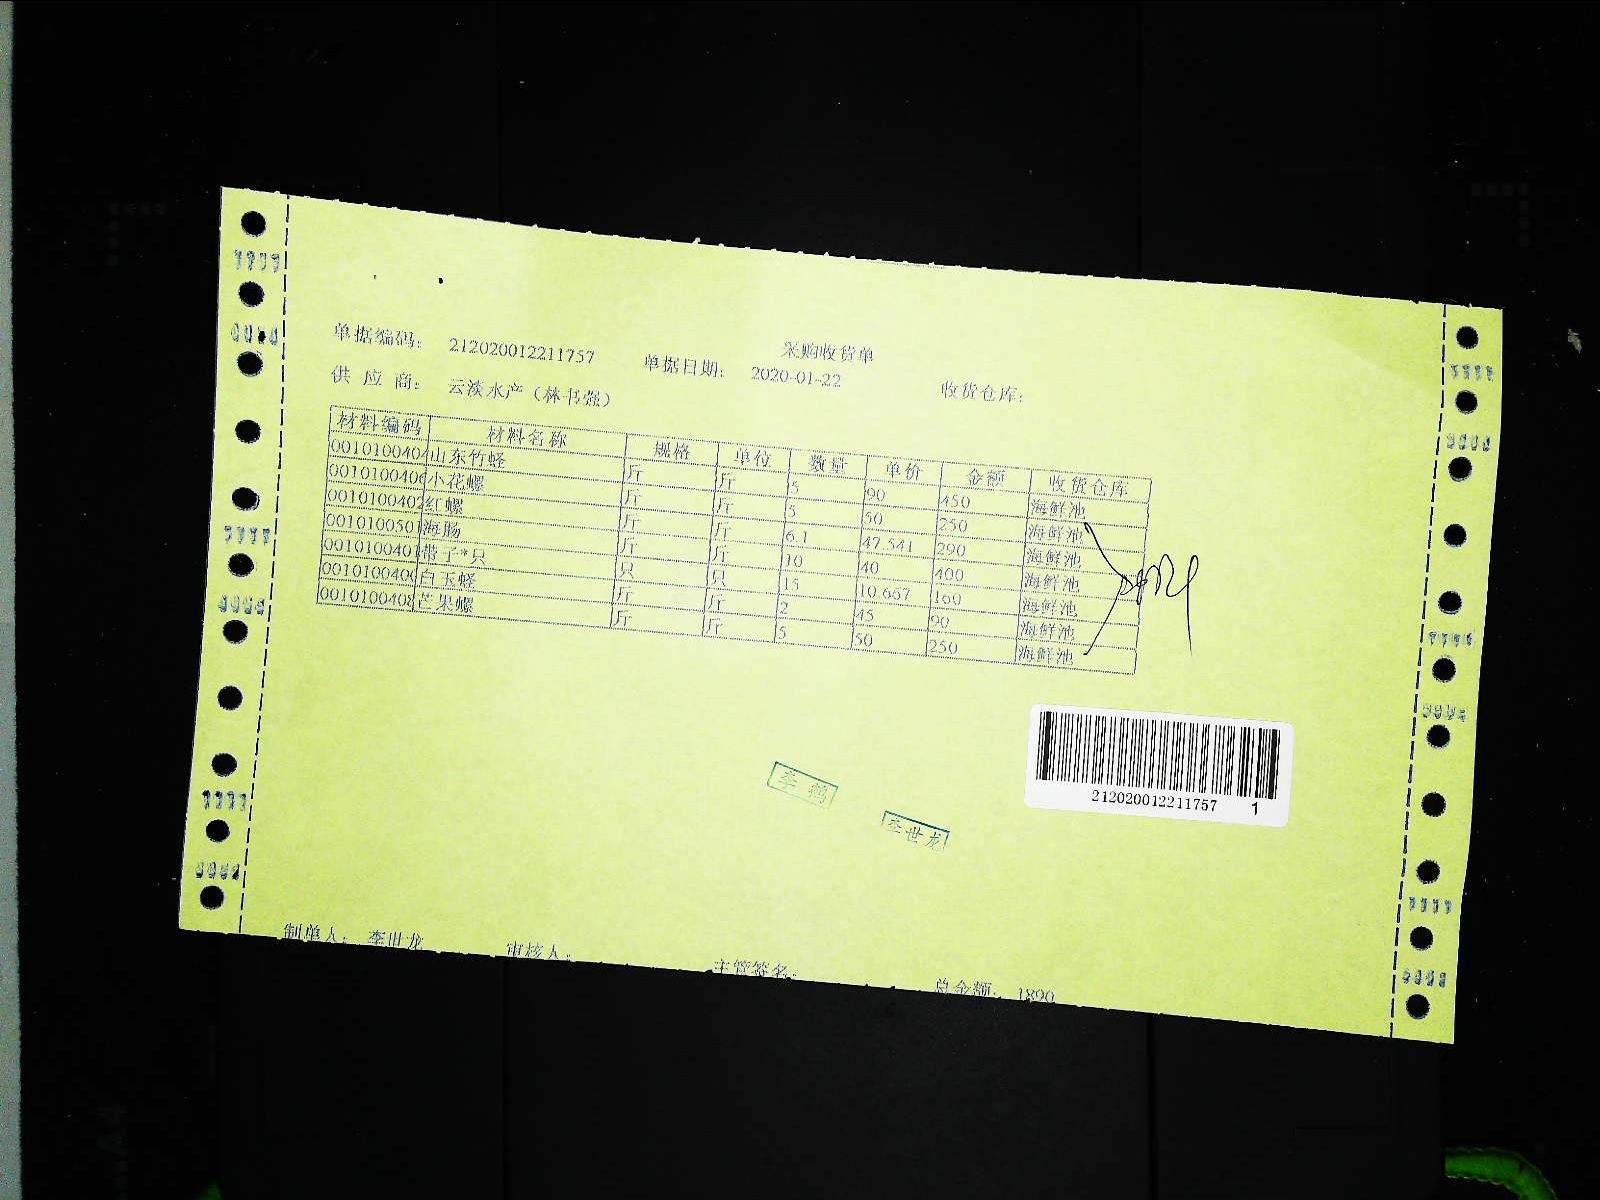 采购收货单
单据编码: 212020012211757 单据日期: 2020-01-22 收货仓库:
供应商: 云淡水产（林书强）
材料编码 材料名称 规格 单位 数量 单价 金额 收货仓库
0010100404 山东竹蛏 斤 斤 5 90 450 海鲜池
001010040 小花螺 斤 斤 5 50 250 海鲜池
0010100402 红螺 斤 斤 6.1 47.541 290 海鲜池
0010100501 海肠 斤 斤 10 40 400 海鲜池
0010100401 带子*只 只 只 15 10.667 160 海鲜池
001010040 白玉蛏 斤 斤 2 45 90 海鲜池
0010100408 芒果螺 斤 斤 5 50 250 海鲜池
212020012211757 1
李鹤
李世龙
制单人: 李世龙 审核人: 主管签名: 总金额: 1890